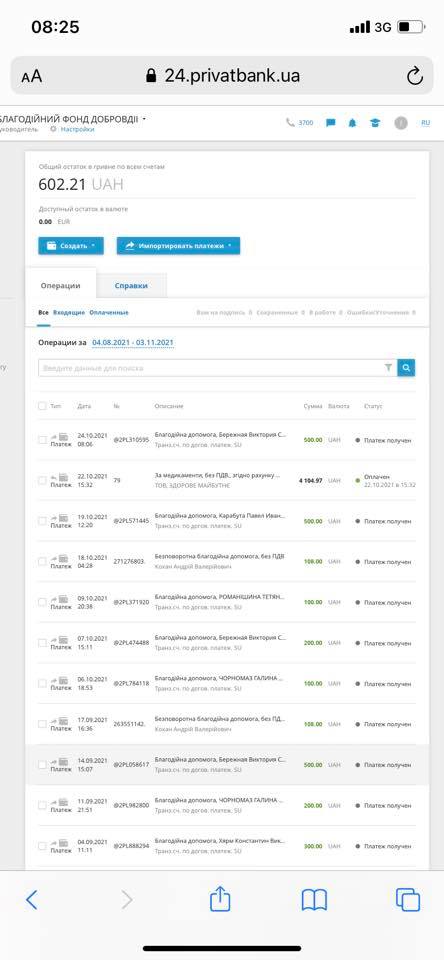 08:25
3G
AA 24.privatbank.ua
БЛАГОДІЙНИЙ ФОНД ДОБРОВДІІ
уководитель Настройки
3700
RU
Общий остаток в гривне по всем счетам
602.21 UAH
Доступный остаток в валюте
0.00 EUR
Создать
Импортировать платежи
Операции Справки
Все Входящие Оплаченные Вам на подпись 0 Сохраненные 0 В работе 0 Ошибки/Уточнение 0
Операции за 04.08.2021 - 03.11.2021
Введите данные для поиска
Тип Дата № Описание Сумма Валюта Статус
Платеж 24.10.2021 08:06 @2PL310595 Благодійна допомога, Бережная Виктория С... 500.00 UAH Платеж получен
Транз.сч. по догов. платеж. SU
Платеж 22.10.2021 15:32 79 За медикаменти, без ПДВ., згідно рахунку ... 4 104.97 UAH Оплачен
ТОВ, ЗДОРОВЕ МАЙБУТНЄ 22.10.2021 в 15:32
Платеж 19.10.2021 12:20 @2PL571445 Благодійна допомога, Карабута Павел Иван... 500.00 UAH Платеж получен
Транз.сч. по догов. платеж. SU
Платеж 18.10.2021 04:28 271276803. Безповоротна благодійна допомога, без ПДВ 108.00 UAH Платеж получен
Кохан Андрій Валерійович
Платеж 09.10.2021 20:38 @2PL371920 Благодійна допомога, РОМАНІШИНА ТЕТЯН... 100.00 UAH Платеж получен
Транз.сч. по догов. платеж. SU
Платеж 07.10.2021 15:11 @2PL474488 Благодійна допомога, Бережная Виктория С... 200.00 UAH Платеж получен
Транз.сч. по догов. платеж. SU
Платеж 06.10.2021 18:53 @2PL784118 Благодійна допомога, ЧОРНОМАЗ ГАЛИНА ... 100.00 UAH Платеж получен
Транз.сч. по догов. платеж. SU
Платеж 17.09.2021 16:36 263551142. Безповоротна благодійна допомога, без ПД... 108.00 UAH Платеж получен
Кохан Андрій Валерійович
Платеж 14.09.2021 15:07 @2PL058617 Благодійна допомога, Бережная Виктория С... 500.00 UAH Платеж получен
Транз.сч. по догов. платеж. SU
Платеж 11.09.2021 21:51 @2PL982800 Благодійна допомога, ЧОРНОМАЗ ГАЛИНА ... 200.00 UAH Платеж получен
Транз.сч. по догов. платеж. SU
Платеж 04.09.2021 11:11 @2PL888294 Благодійна допомога, Хярм Константин Вик... 300.00 UAH Платеж получен
Транз.сч. по догов. платеж. SU